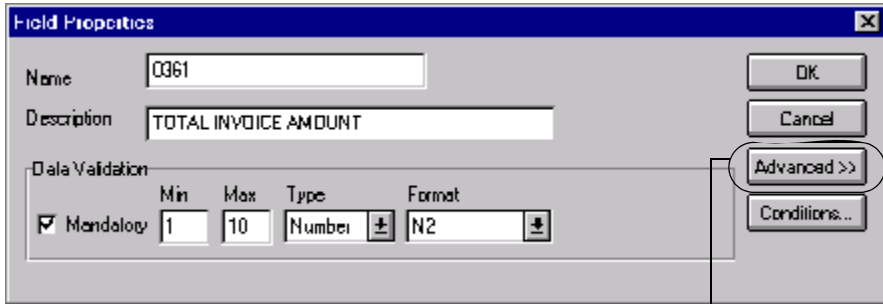 Field Properties
Name 0361 OK
Description TOTAL INVOICE AMOUNT Cancel
Data Validation Advanced >>
Min Max Type Format
Mandatory 1 10 Number N2 Conditions...